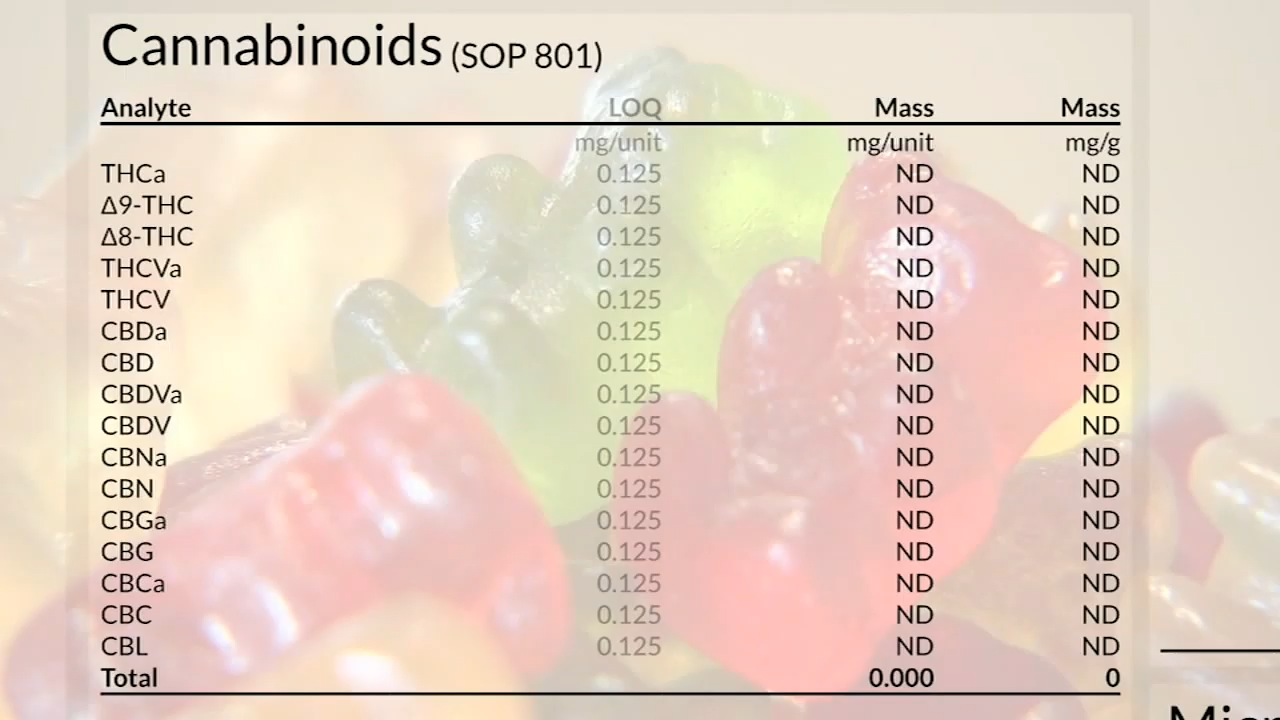 Cannabinoids (SOP 801)
Analyte LOQ Mass Mass
mg/unit mg/unit mg/g
THCa 0.125 ND ND
Δ9-THC 0.125 ND ND
Δ8-THC 0.125 ND ND
THCVa 0.125 ND ND
THCV 0.125 ND ND
CBDa 0.125 ND ND
CBD 0.125 ND ND
CBDVa 0.125 ND ND
CBDV 0.125 ND ND
CBNa 0.125 ND ND
CBN 0.125 ND ND
CBGa 0.125 ND ND
CBG 0.125 ND ND
CBCa 0.125 ND ND
CBC 0.125 ND ND
CBL 0.125 ND ND
Total 0.000 0